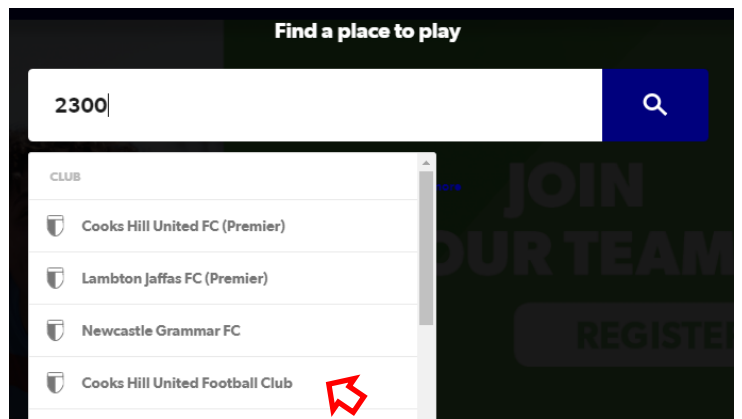 Find a place to play
2300
CLUB
Cooks Hill United FC (Premier)
Lambton Jaffas FC (Premier)
Newcastle Grammar FC
Cooks Hill United Football Club
JOIN
OUR TEAM
REGISTER